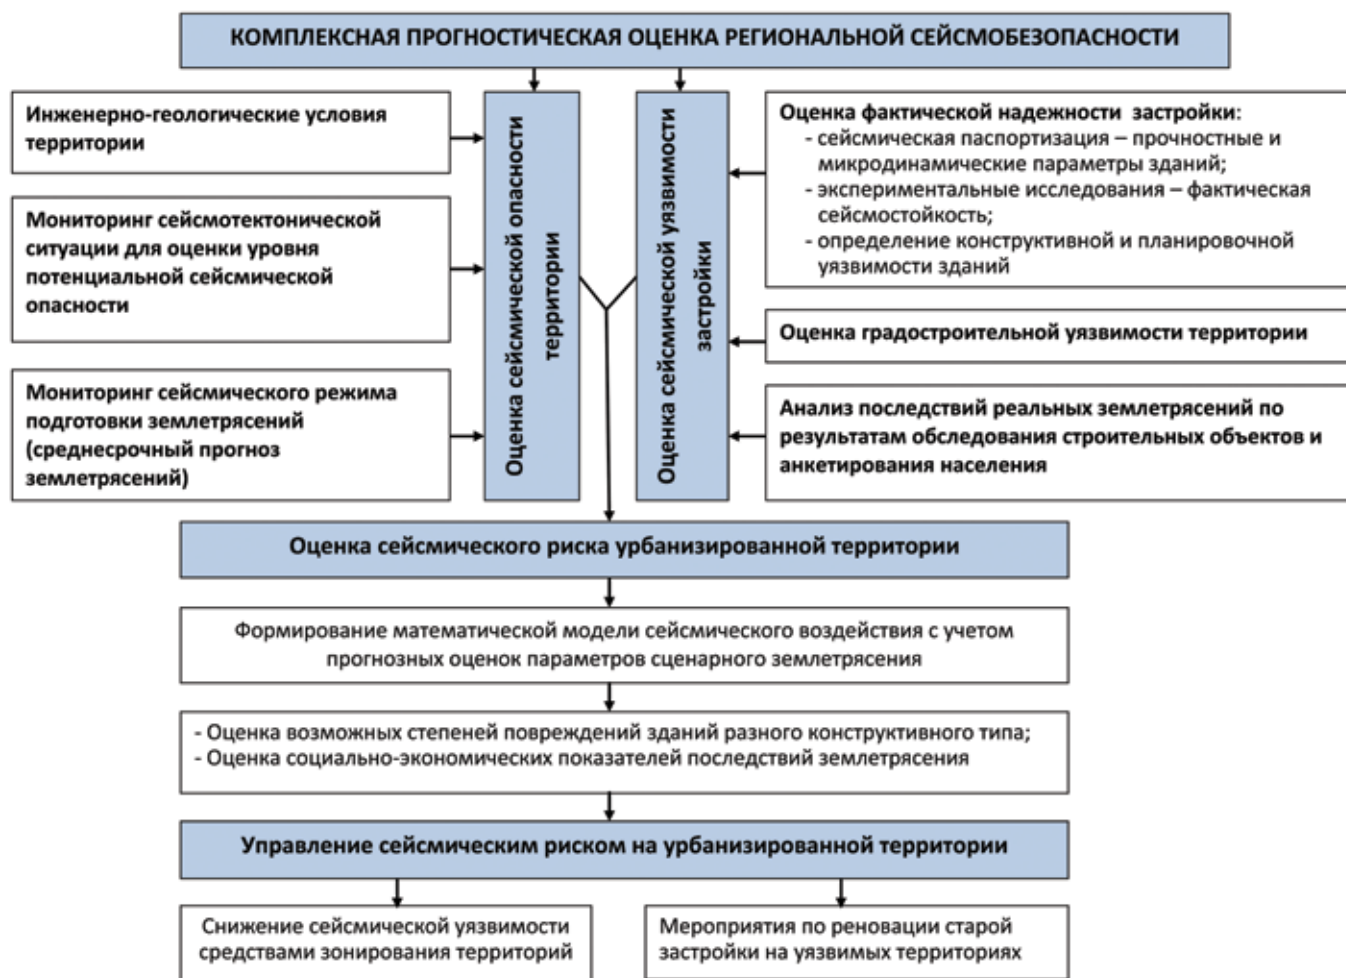 КОМПЛЕКСНАЯ ПРОГНОСТИЧЕСКАЯ ОЦЕНКА РЕГИОНАЛЬНОЙ СЕЙСМОБЕЗОПАСНОСТИ
Инженерно-геологические условия
территории
Мониторинг сейсмотектонической
ситуации для оценки уровня
потенциальной сейсмической
опасности
Мониторинг сейсмического режима
подготовки землетрясений
(среднесрочный прогноз
землетрясений)
Оценка сейсмической опасности
территории
Оценка сейсмической уязвимости
застройки
Оценка фактической надежности застройки:
- сейсмическая паспортизация – прочностные и
микродинамические параметры зданий;
- экспериментальные исследования – фактическая
сейсмостойкость;
- определение конструктивной и планировочной
уязвимости зданий
Оценка градостроительной уязвимости территории
Анализ последствий реальных землетрясений по
результатам обследования строительных объектов и
анкетирования населения
Оценка сейсмического риска урбанизированной территории
Формирование математической модели сейсмического воздействия с учетом
прогнозных оценок параметров сценарного землетрясения
- Оценка возможных степеней повреждений зданий разного конструктивного типа;
- Оценка социально-экономических показателей последствий землетрясения
Управление сейсмическим риском на урбанизированной территории
Снижение сейсмической уязвимости
средствами зонирования территорий
Мероприятия по реновации старой
застройки на уязвимых территориях